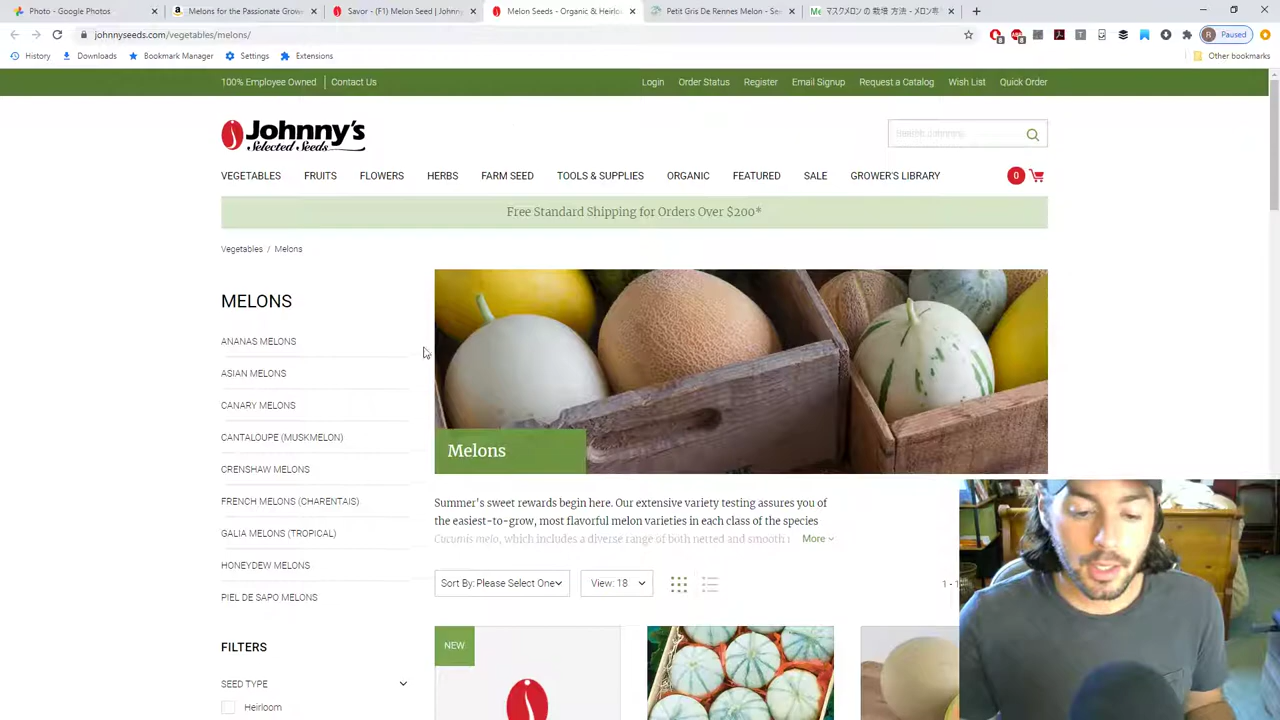 Photo - Google Photos
Melons for the Passionate Grow
Savor - (F1) Melon Seed | Johnny
Melon Seeds - Organic & Heirlo
Petit Gris De Rennes Melon - See
マスクメロン の 栽培 方法 - メロン専
johnnyseeds.com/vegetables/melons/
Paused
History
Downloads
Bookmark Manager
Settings
Extensions
Other bookmarks
100% Employee Owned
Contact Us
Login
Order Status
Register
Email Signup
Request a Catalog
Wish List
Quick Order
Johnny's
Selected Seeds
Search Johnny's
VEGETABLES
FRUITS
FLOWERS
HERBS
FARM SEED
TOOLS & SUPPLIES
ORGANIC
FEATURED
SALE
GROWER'S LIBRARY
0
Free Standard Shipping for Orders Over $200*
Vegetables / Melons
MELONS
ANANAS MELONS
ASIAN MELONS
CANARY MELONS
CANTALOUPE (MUSKMELON)
CRENSHAW MELONS
FRENCH MELONS (CHARENTAIS)
GALIA MELONS (TROPICAL)
HONEYDEW MELONS
PIEL DE SAPO MELONS
FILTERS
SEED TYPE
Heirloom
Melons
Summer's sweet rewards begin here. Our extensive variety testing assures you of
the easiest-to-grow, most flavorful melon varieties in each class of the species
Cucumis melo, which includes a diverse range of both netted and smooth r
More
Sort By: Please Select One
View: 18
1 - 1
NEW